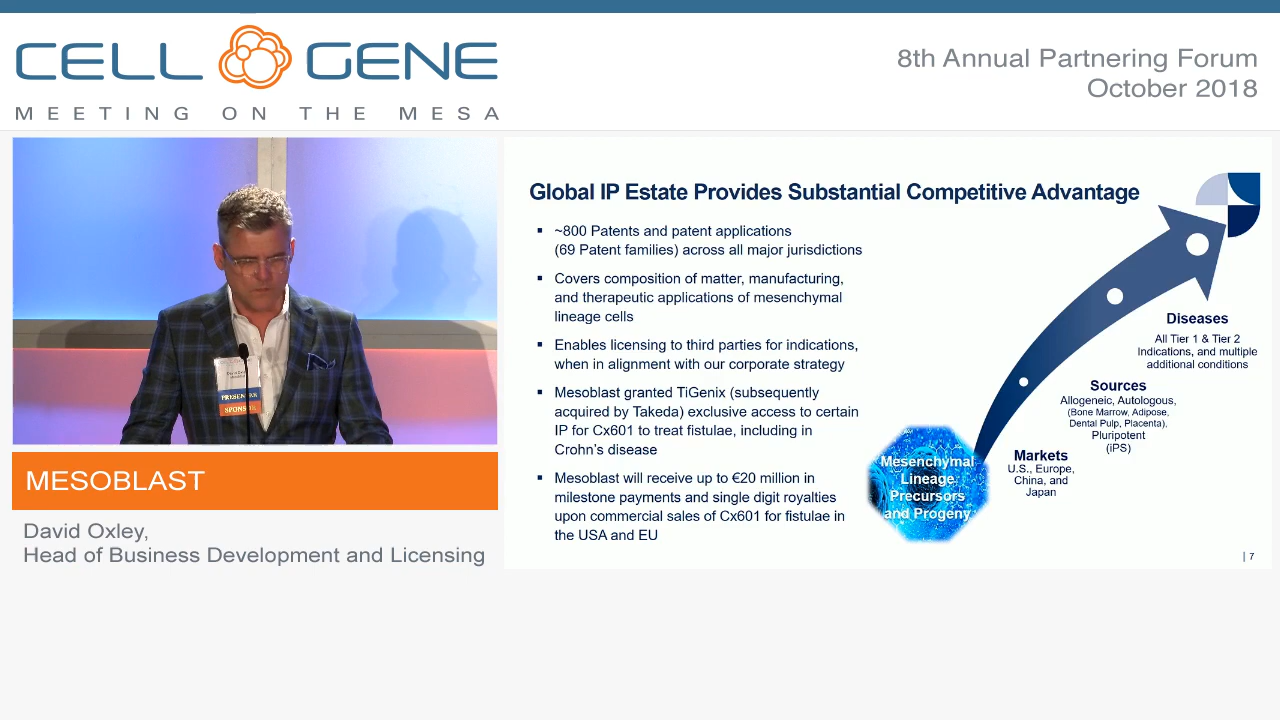 CELL GENE
MEETING ON THE MESA
8th Annual Partnering Forum
October 2018
PRESENTER
SPONSOR
MESOBLAST
David Oxley,
Head of Business Development and Licensing
Global IP Estate Provides Substantial Competitive Advantage
▪ ~800 Patents and patent applications
(69 Patent families) across all major jurisdictions
▪ Covers composition of matter, manufacturing,
and therapeutic applications of mesenchymal
lineage cells
▪ Enables licensing to third parties for indications,
when in alignment with our corporate strategy
▪ Mesoblast granted TiGenix (subsequently
acquired by Takeda) exclusive access to certain
IP for Cx601 to treat fistulae, including in
Crohn’s disease
▪ Mesoblast will receive up to €20 million in
milestone payments and single digit royalties
upon commercial sales of Cx601 for fistulae in
the USA and EU
Mesenchymal
Lineage
Precursors
and Progeny
Markets
U.S., Europe,
China, and
Japan
Sources
Allogeneic, Autologous,
(Bone Marrow, Adipose,
Dental Pulp, Placenta),
Pluripotent
(iPS)
Diseases
All Tier 1 & Tier 2
Indications, and multiple
additional conditions
| 7